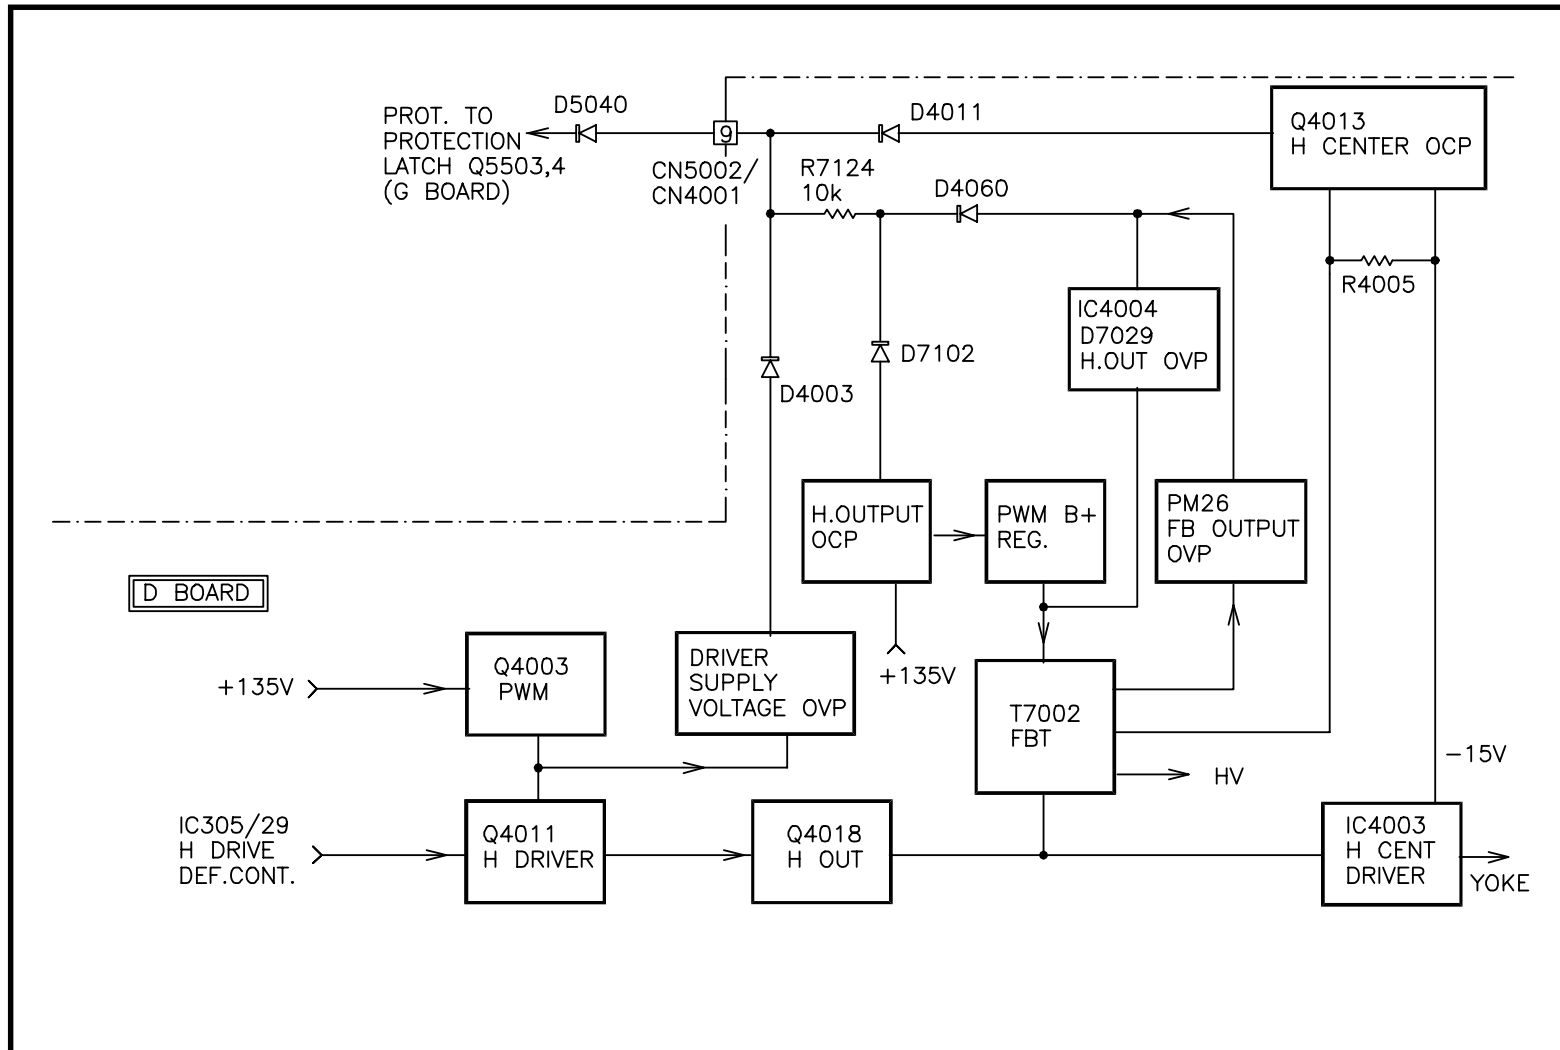 PROT. TO
PROTECTION
LATCH Q5503,4
(G BOARD)
D5040
9
CN5002/
CN4001
D4011
Q4013
H CENTER OCP
R7124
10k
D4060
R4005
IC4004
D7029
H.OUT OVP
D7102
D4003
H.OUTPUT
OCP
PWM B+
REG.
PM26
FB OUTPUT
OVP
D BOARD
+135V
Q4003
PWM
DRIVER
SUPPLY
VOLTAGE OVP
+135V
T7002
FBT
HV
-15V
IC305/29
H DRIVE
DEF.CONT.
Q4011
H DRIVER
Q4018
H OUT
IC4003
H CENT
DRIVER
YOKE